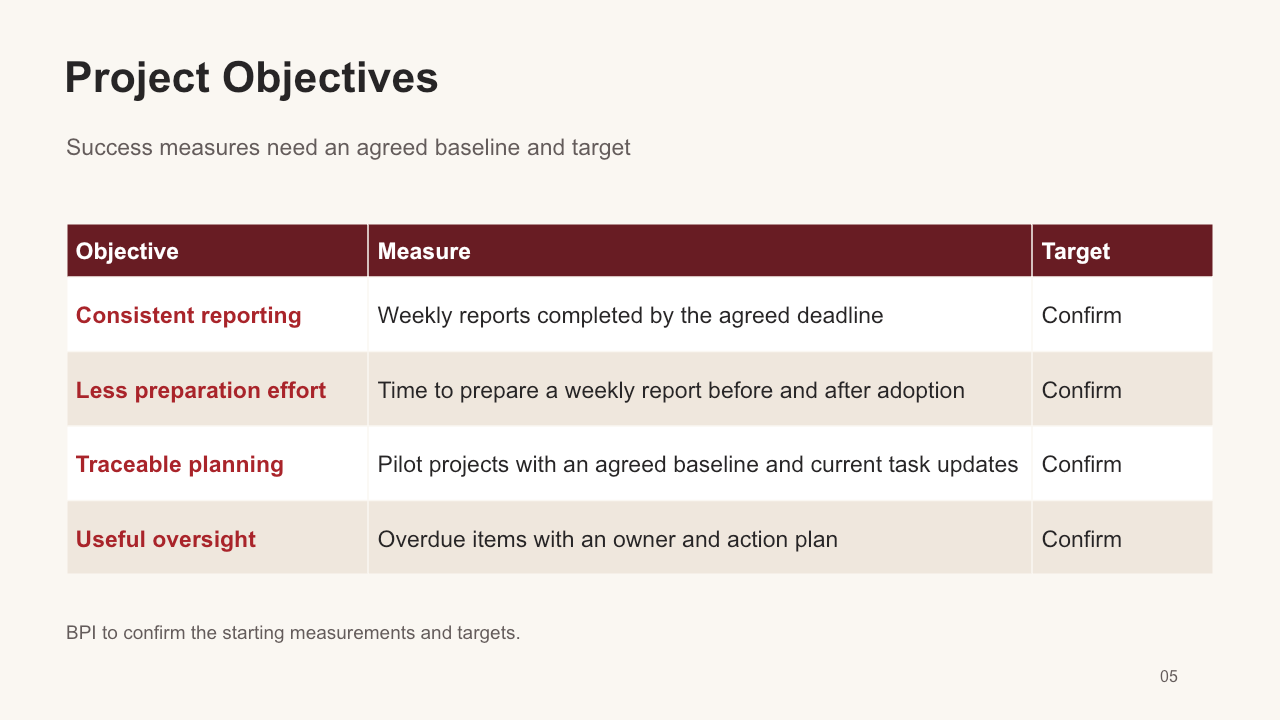 Project Objectives
Success measures need an agreed baseline and target
Objective Measure Target
Consistent reporting Weekly reports completed by the agreed deadline Confirm
Less preparation effort Time to prepare a weekly report before and after adoption Confirm
Traceable planning Pilot projects with an agreed baseline and current task updates Confirm
Useful oversight Overdue items with an owner and action plan Confirm
BPI to confirm the starting measurements and targets.
05